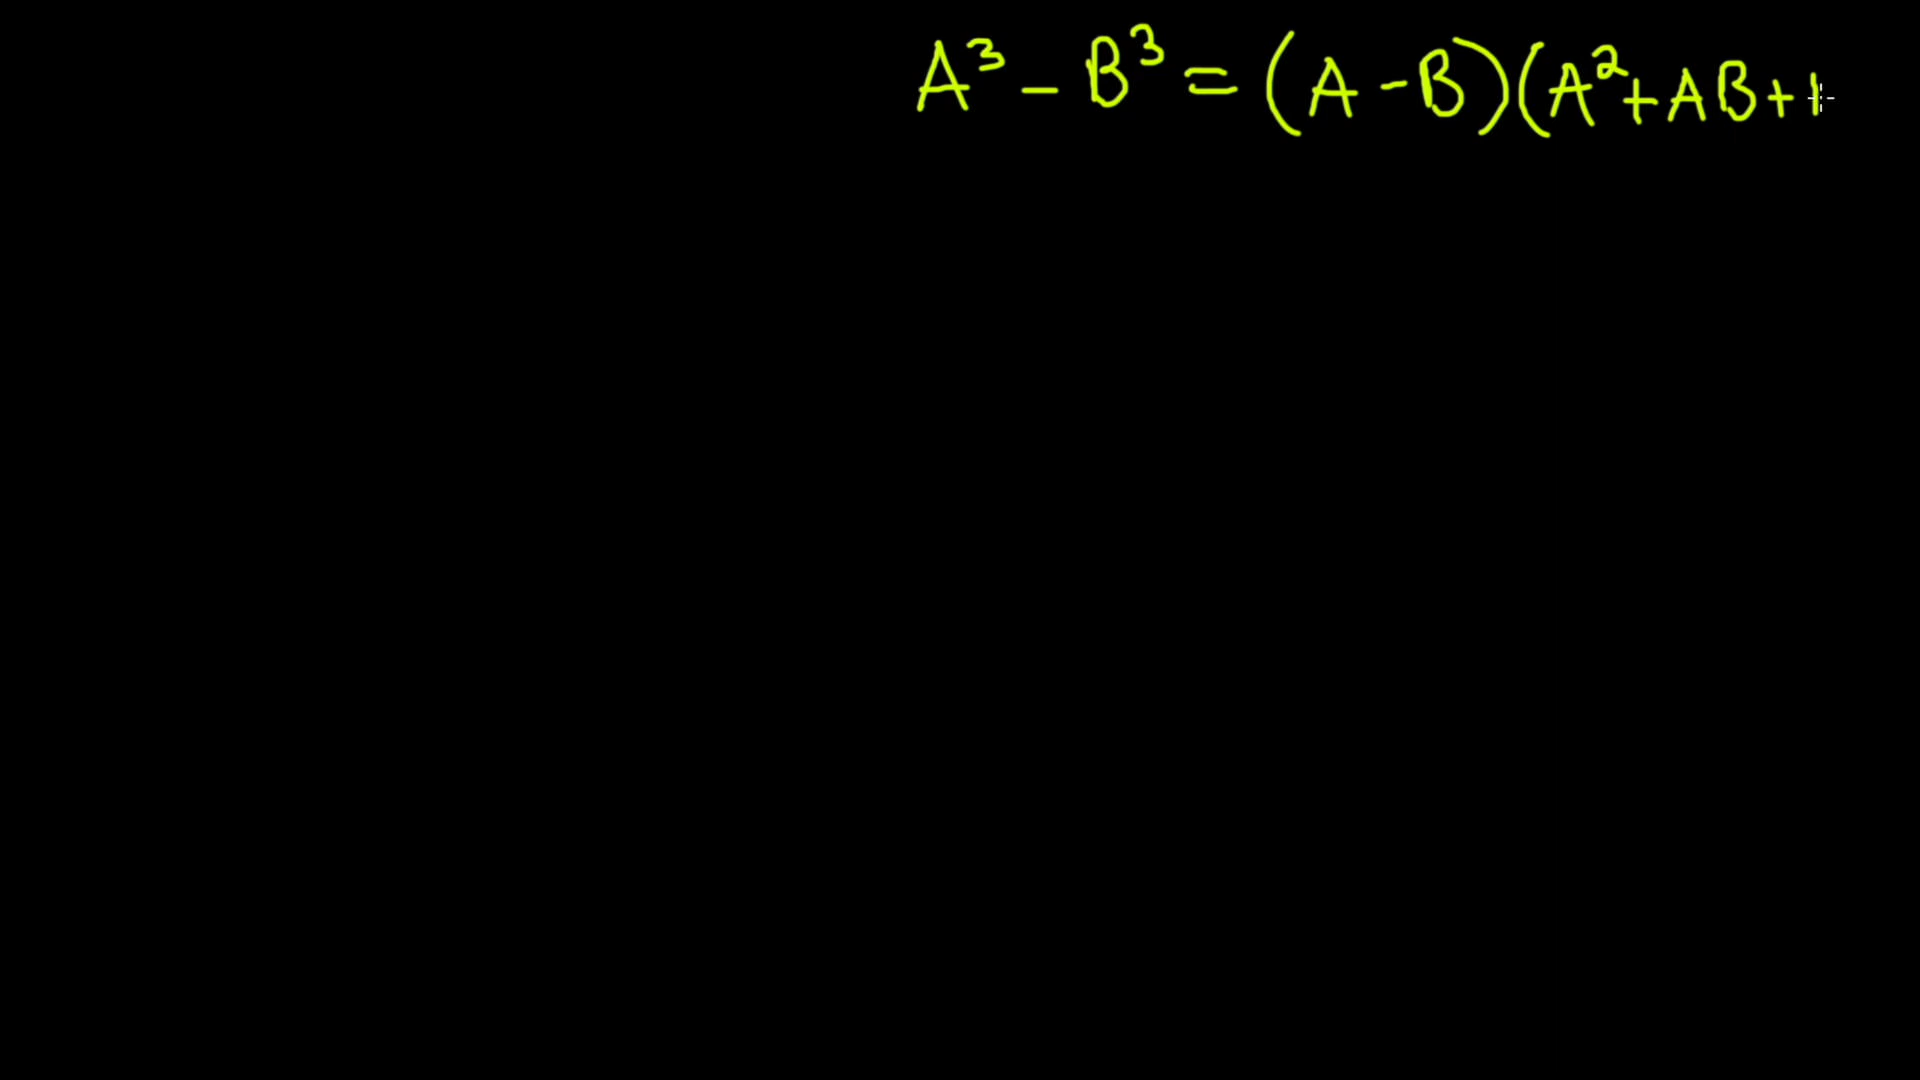 A³ - B³ = (A - B)(A² + AB +